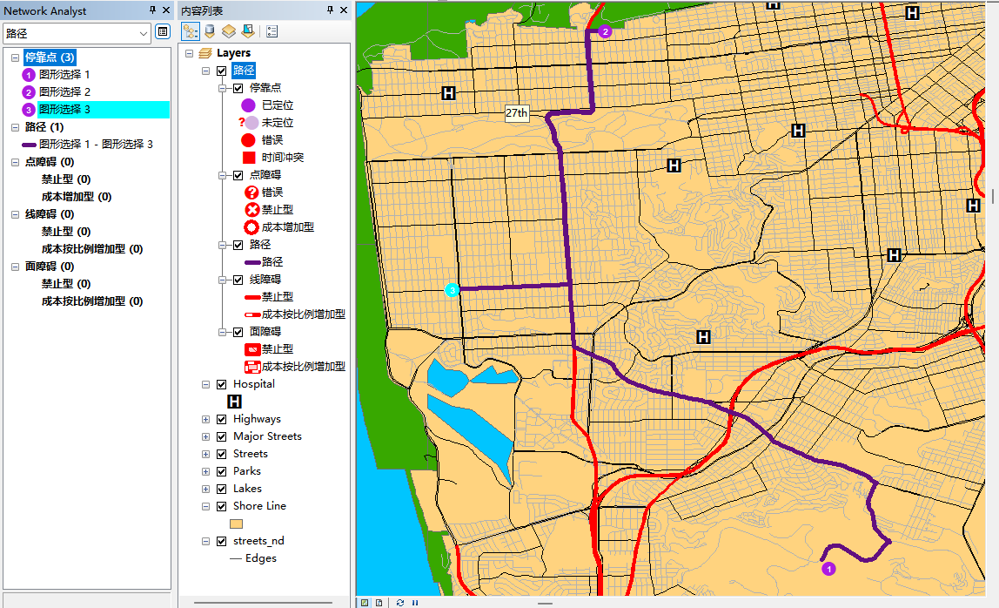 Network Analyst
路径
停靠点 (3)
1 图形选择 1
2 图形选择 2
3 图形选择 3
路径 (1)
图形选择 1 - 图形选择 3
点障碍 (0)
禁止型 (0)
成本增加型 (0)
线障碍 (0)
禁止型 (0)
成本按比例增加型 (0)
面障碍 (0)
禁止型 (0)
成本按比例增加型 (0)
内容列表
Layers
路径
停靠点
已定位
? 未定位
错误
时间冲突
点障碍
? 错误
禁止型
成本增加型
路径
路径
线障碍
禁止型
成本按比例增加型
面障碍
禁止型
成本按比例增加型
Hospital
H
Highways
Major Streets
Streets
Parks
Lakes
Shore Line
streets_nd
Edges
H
H
2
H
27th
H
H
H
H
3
H
1